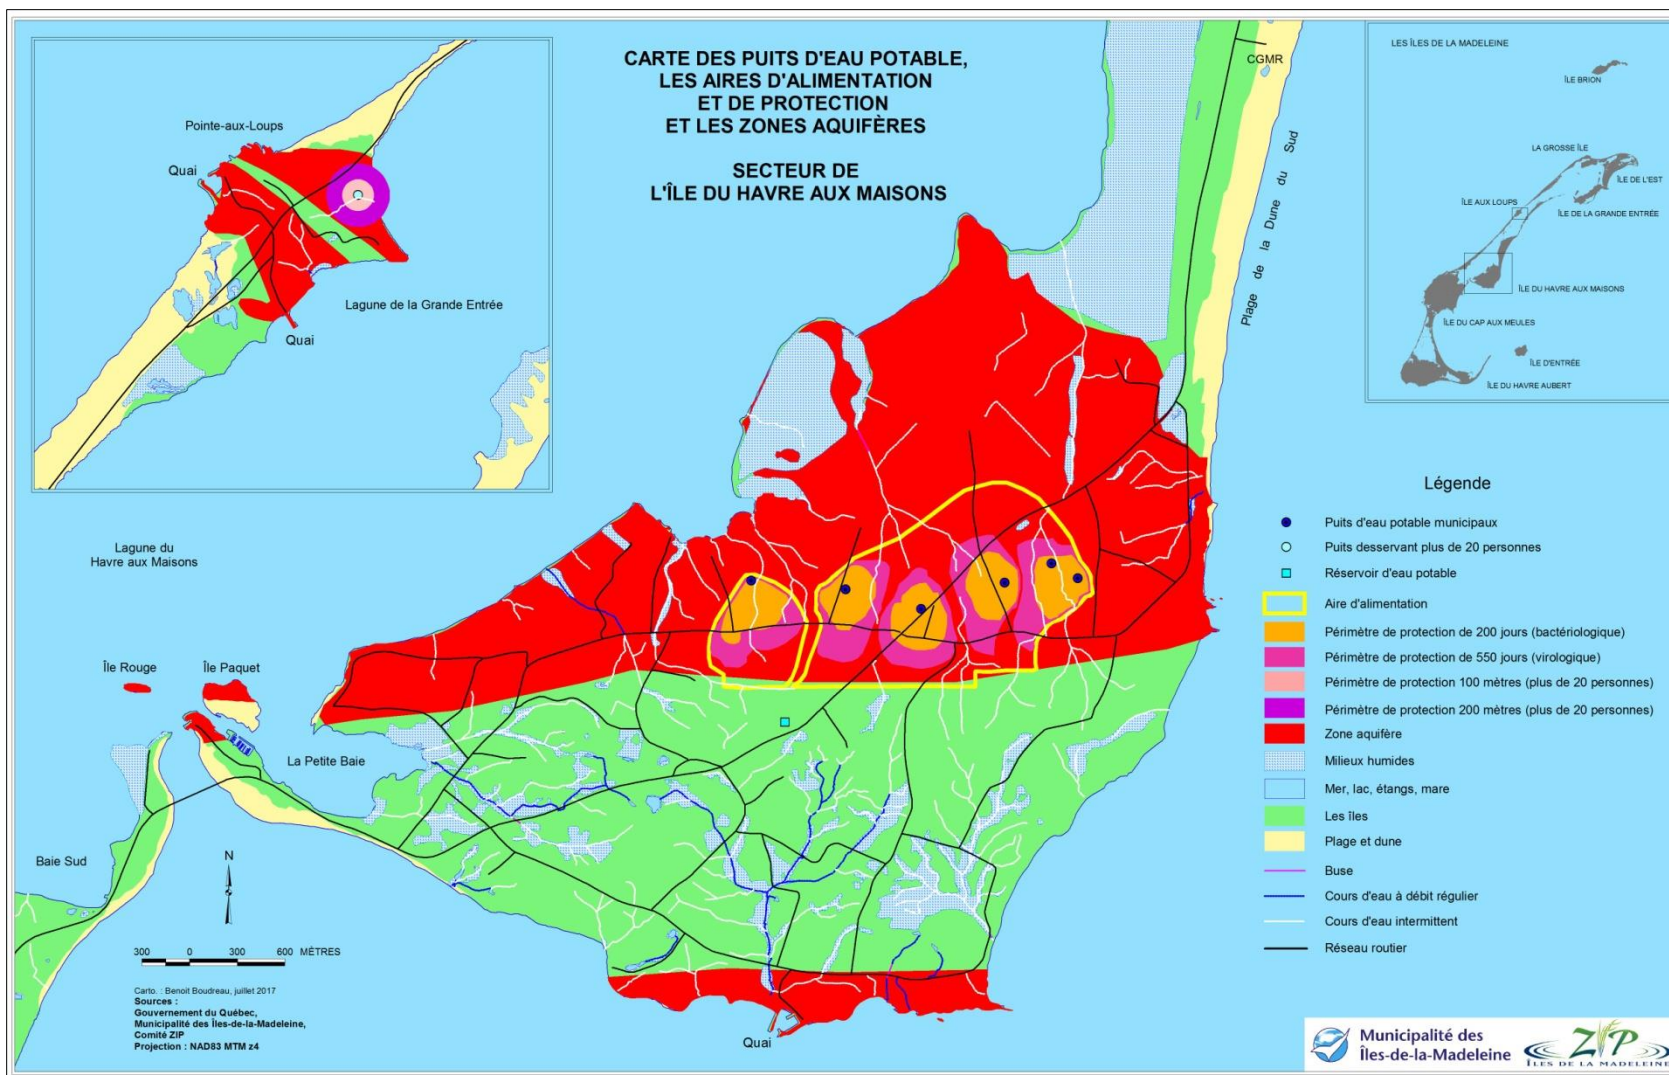 CARTE DES PUITS D'EAU POTABLE,
LES AIRES D'ALIMENTATION
ET DE PROTECTION
ET LES ZONES AQUIFÈRES
SECTEUR DE
L'ÎLE DU HAVRE AUX MAISONS
Pointe-aux-Loups
Quai
Lagune de la Grande Entrée
Quai
CGMR
Plage de la Dune du Sud
LES ÎLES DE LA MADELEINE
ÎLE BRION
LA GROSSE ÎLE
ÎLE DE L'EST
ÎLE AUX LOUPS
ÎLE DE LA GRANDE ENTRÉE
ÎLE DU HAVRE AUX MAISONS
ÎLE DU CAP AUX MEULES
ÎLE D'ENTRÉE
ÎLE DU HAVRE AUBERT
Lagune du
Havre aux Maisons
Île Rouge
Île Paquet
La Petite Baie
Baie Sud
Quai
N
300 0 300 600 MÈTRES
Carto. : Benoit Boudreau, juillet 2017
Sources :
Gouvernement du Québec,
Municipalité des Îles-de-la-Madeleine,
Comité ZIP
Projection : NAD83 MTM z4
Légende
Puits d'eau potable municipaux
Puits desservant plus de 20 personnes
Réservoir d'eau potable
Aire d'alimentation
Périmètre de protection de 200 jours (bactériologique)
Périmètre de protection de 550 jours (virologique)
Périmètre de protection 100 mètres (plus de 20 personnes)
Périmètre de protection 200 mètres (plus de 20 personnes)
Zone aquifère
Milieux humides
Mer, lac, étangs, mare
Les îles
Plage et dune
Buse
Cours d'eau à débit régulier
Cours d'eau intermittent
Réseau routier
Municipalité des
Îles-de-la-Madeleine
ZIP
ÎLES DE LA MADELEINE